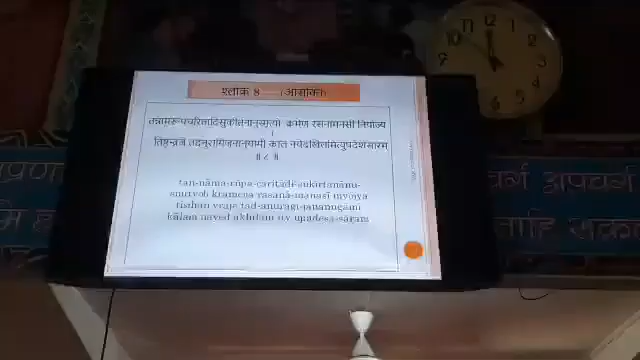 श्लोक 8 (आसक्ति)
तन्नामरूपचरितादिसुकीर्तनानुस्मृत्योः क्रमेण रसनामनसी नियोज्य
।
तिष्ठन्व्रजे तदनुरागिजनानुगामी कालं नयेदखिलमित्युपदेशसारम्
॥ ८ ॥
tan-nāma-rūpa-caritādi-sukīrtanānu-
smṛtyoḥ krameṇa rasanā-manasī niyojya
tiṣṭhan vraje tad-anurāgi-janānugāmī
kālaṁ nayed akhilam ity upadeśa-sāram
वर्ग अपवर्ग
नाहि